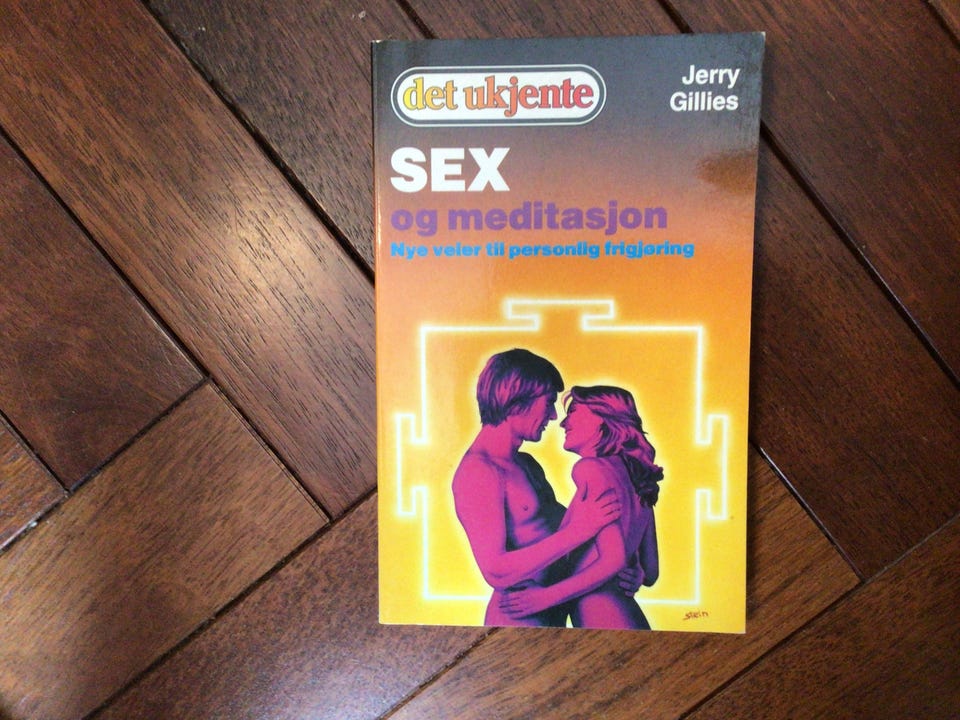 det ukjente
Jerry
Gillies
SEX
og meditasjon
Nye veier til personlig frigjøring
stein